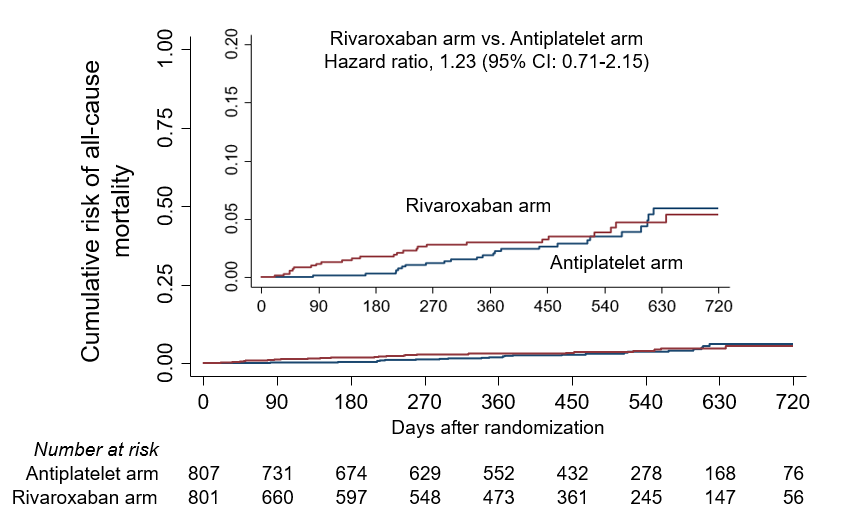 Rivaroxaban arm vs. Antiplatelet arm
Hazard ratio, 1.23 (95% CI: 0.71-2.15)
Cumulative risk of all-cause
mortality
1.00
0.75
0.50
0.25
0.00
0.20
0.15
0.10
0.05
0.00
Rivaroxaban arm
Antiplatelet arm
0 90 180 270 360 450 540 630 720
0 90 180 270 360 450 540 630 720
Days after randomization
Number at risk
Antiplatelet arm 807 731 674 629 552 432 278 168 76
Rivaroxaban arm 801 660 597 548 473 361 245 147 56